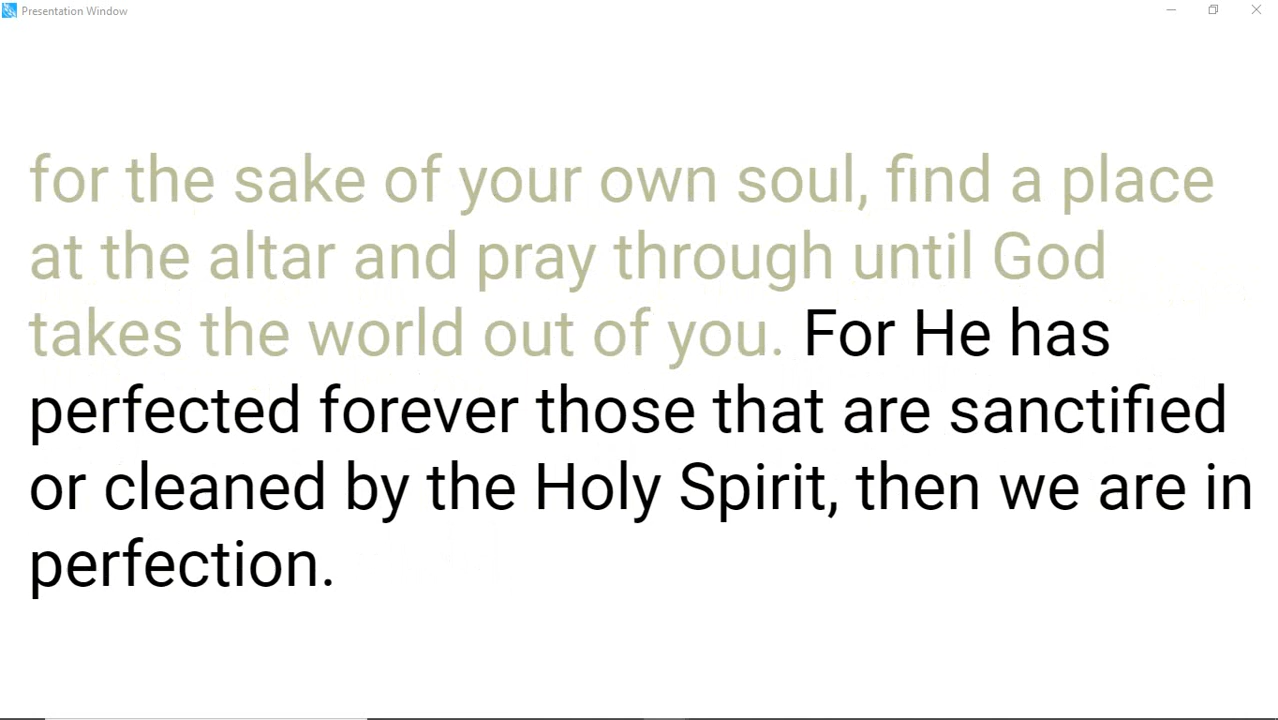 Presentation Window
for the sake of your own soul, find a place
at the altar and pray through until God
takes the world out of you. For He has
perfected forever those that are sanctified
or cleaned by the Holy Spirit, then we are in
perfection.